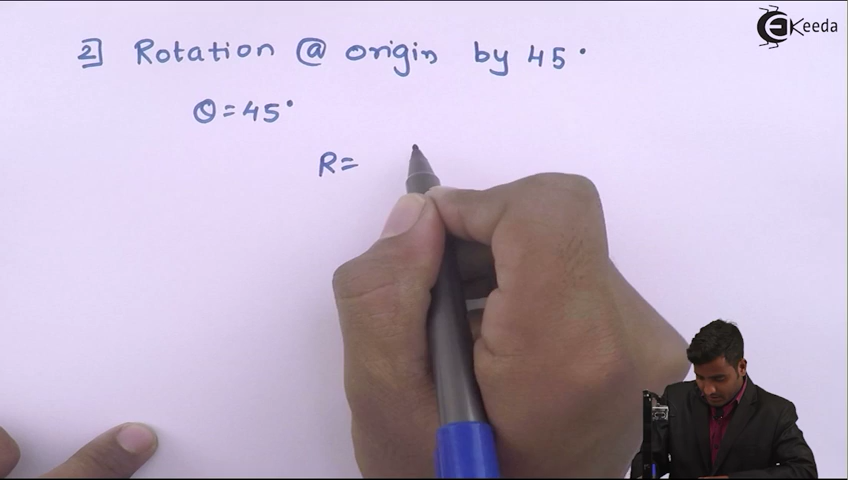 2] Rotation @ origin by 45°
θ = 45°
R =
EKeeda